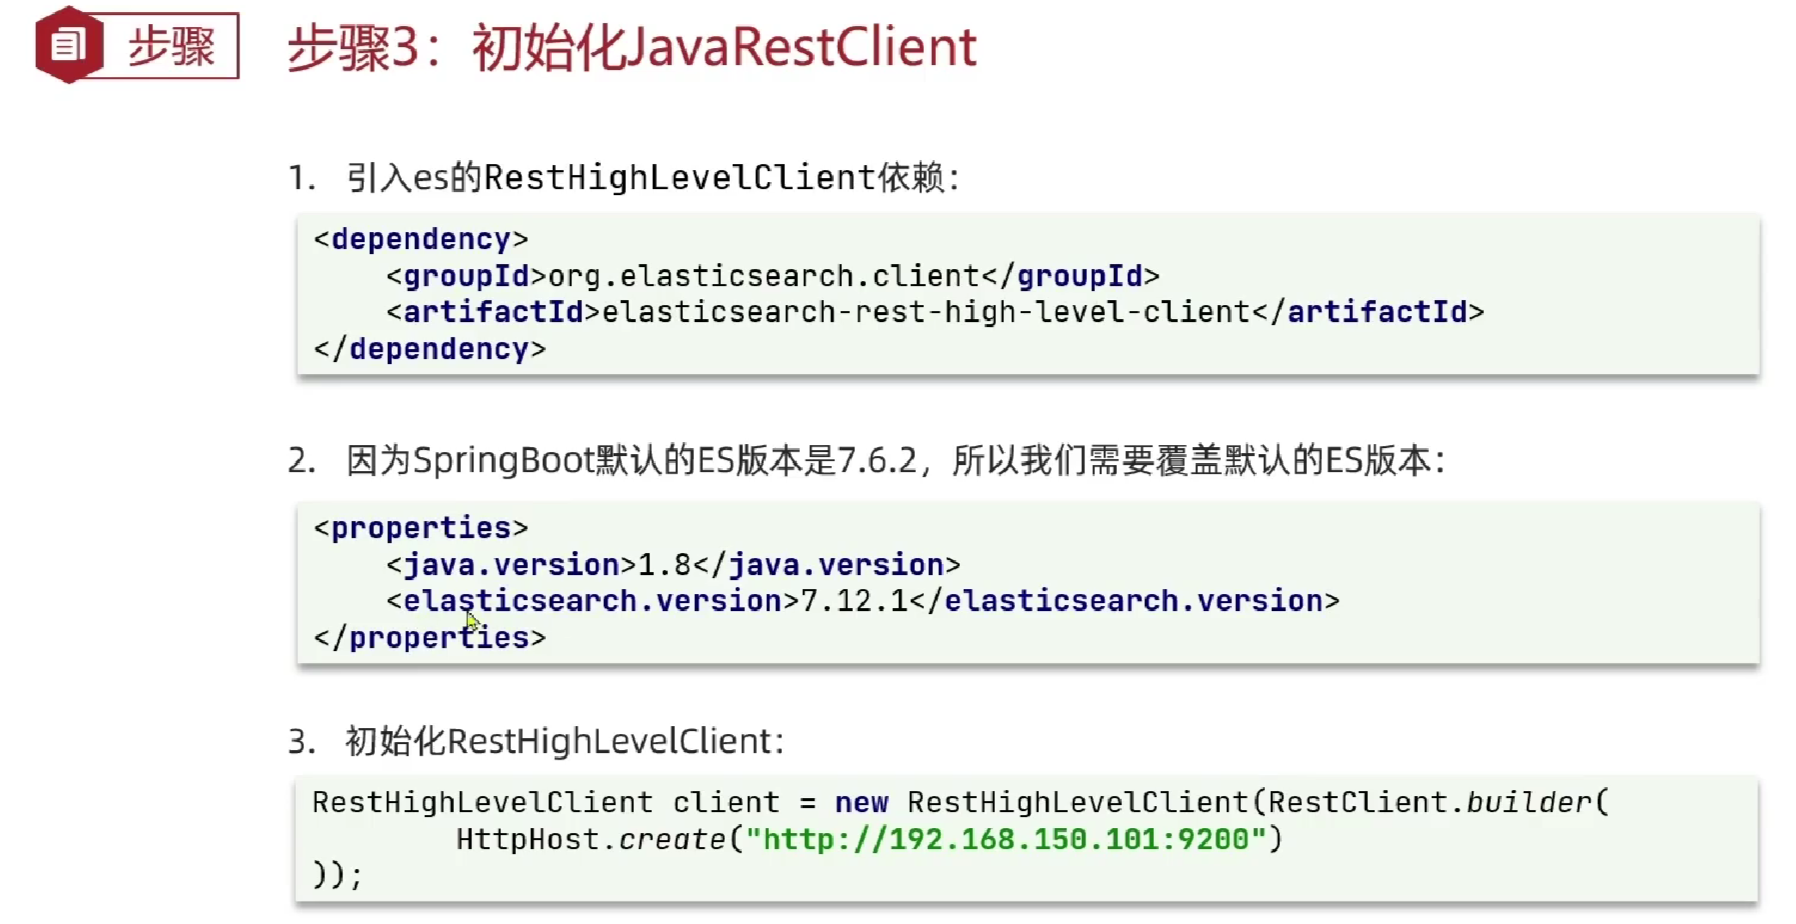 步骤
步骤3：初始化JavaRestClient
1. 引入es的RestHighLevelClient依赖：
<dependency>
    <groupId>org.elasticsearch.client</groupId>
    <artifactId>elasticsearch-rest-high-level-client</artifactId>
</dependency>
2. 因为SpringBoot默认的ES版本是7.6.2，所以我们需要覆盖默认的ES版本：
<properties>
    <java.version>1.8</java.version>
    <elasticsearch.version>7.12.1</elasticsearch.version>
</properties>
3. 初始化RestHighLevelClient：
RestHighLevelClient client = new RestHighLevelClient(RestClient.builder(
        HttpHost.create("http://192.168.150.101:9200")
));